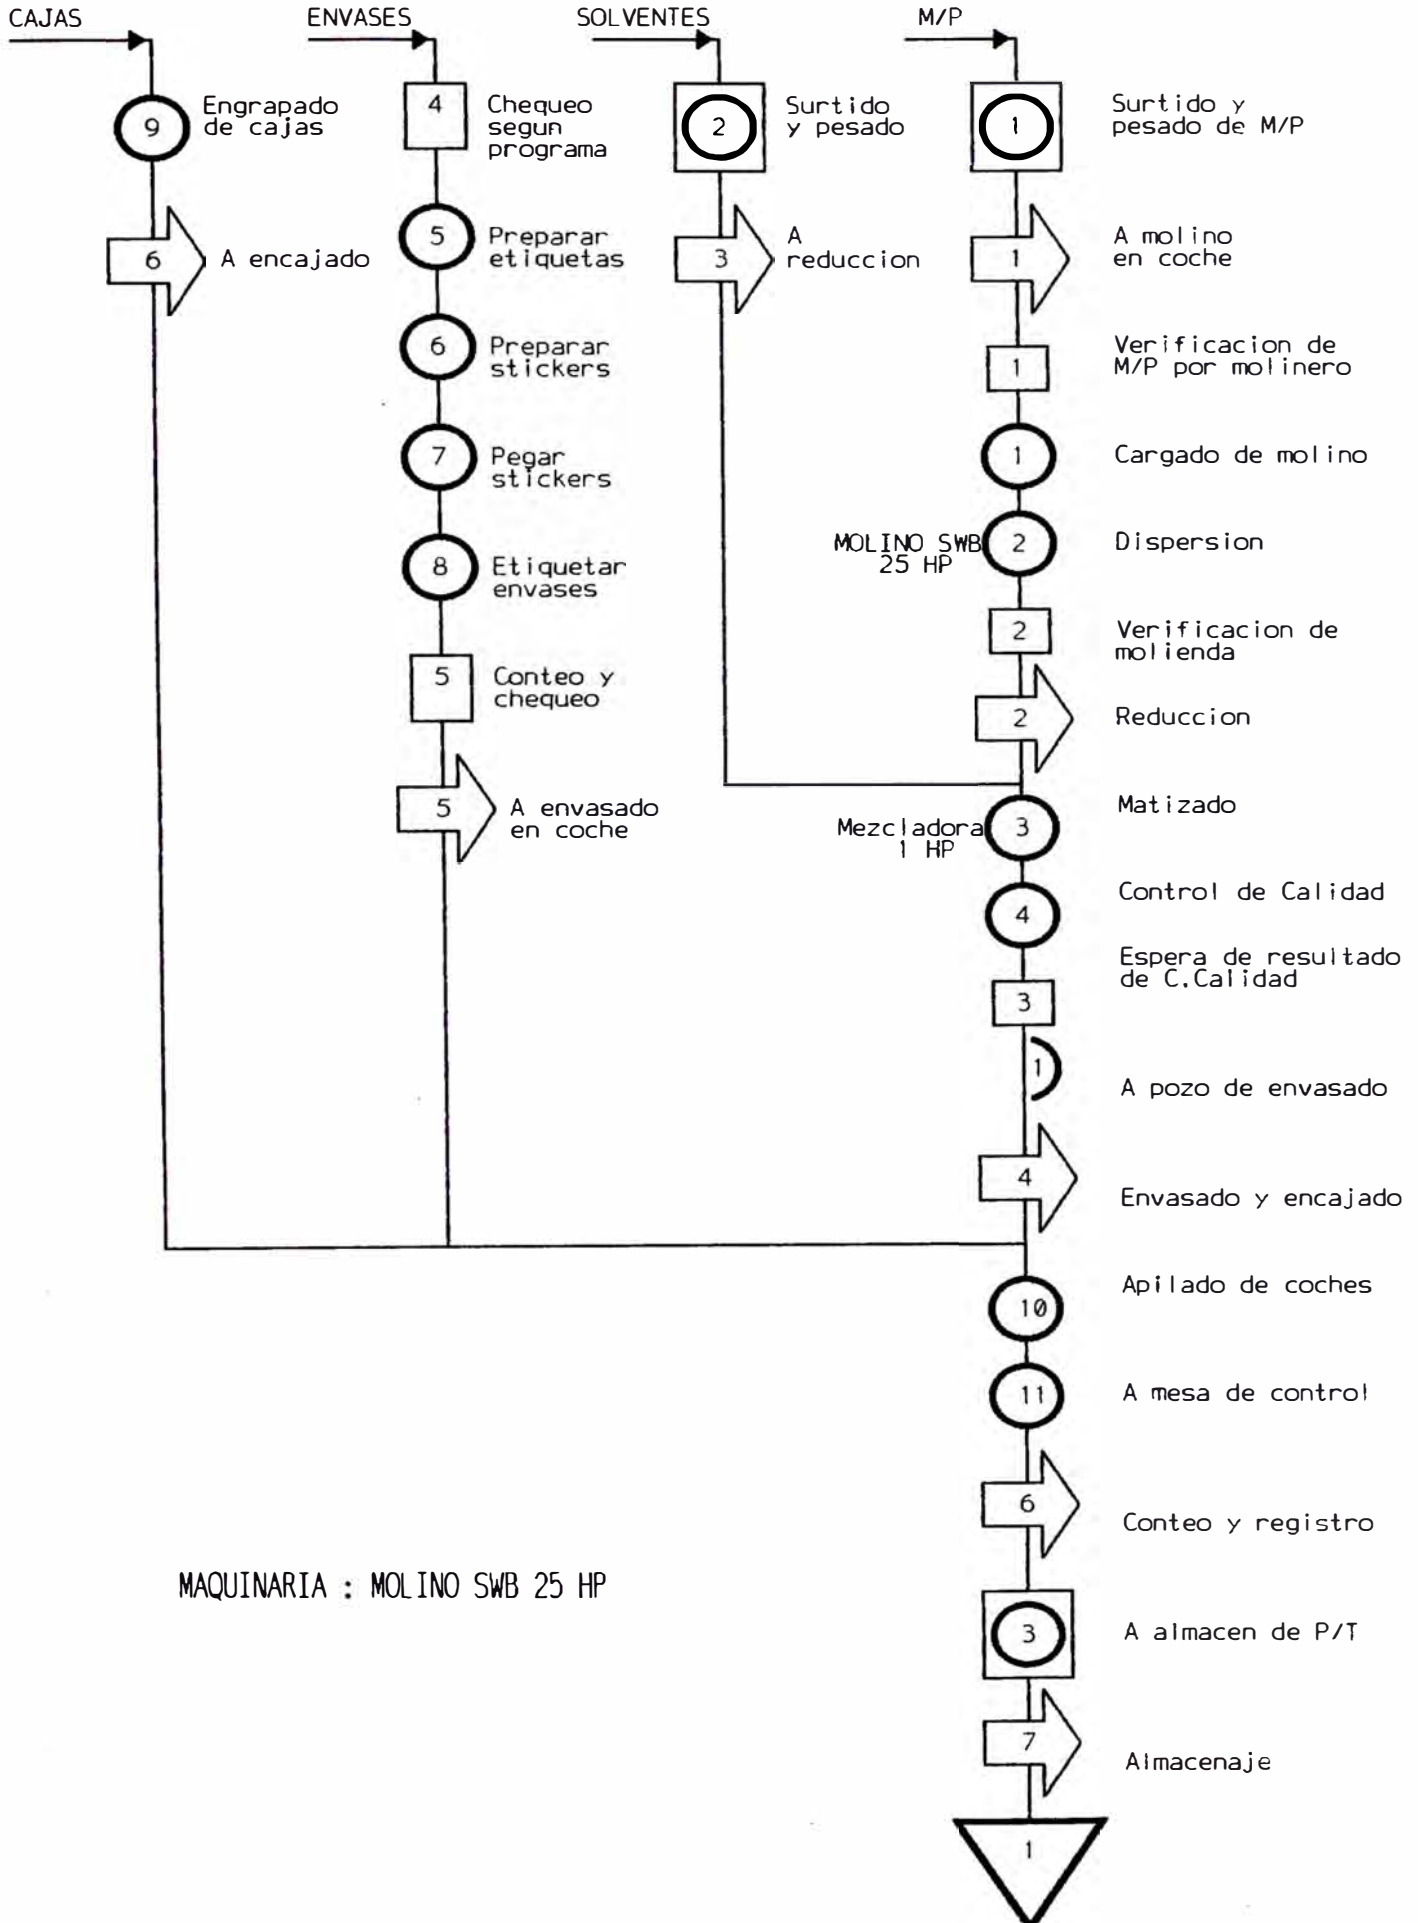 CAJAS
9
Engrapado
de cajas
6
A encajado
ENVASES
4
Chequeo
segun
programa
5
Preparar
etiquetas
6
Preparar
stickers
7
Pegar
stickers
8
Etiquetar
envases
5
Conteo y
chequeo
5
A envasado
en coche
SOLVENTES
2
Surtido
y pesado
3
A
reduccion
M/P
1
Surtido y
pesado de M/P
1
A molino
en coche
1
Verificacion de
M/P por molinero
1
Cargado de molino
MOLINO SWB
25 HP
2
Dispersion
2
Verificacion de
molienda
2
Reduccion
Mezcladora
1 HP
3
Matizado
4
Control de Calidad
3
Espera de resultado
de C.Calidad
1
A pozo de envasado
4
Envasado y encajado
10
Apilado de coches
11
A mesa de control
6
Conteo y registro
3
A almacen de P/T
7
Almacenaje
1
MAQUINARIA : MOLINO SWB 25 HP